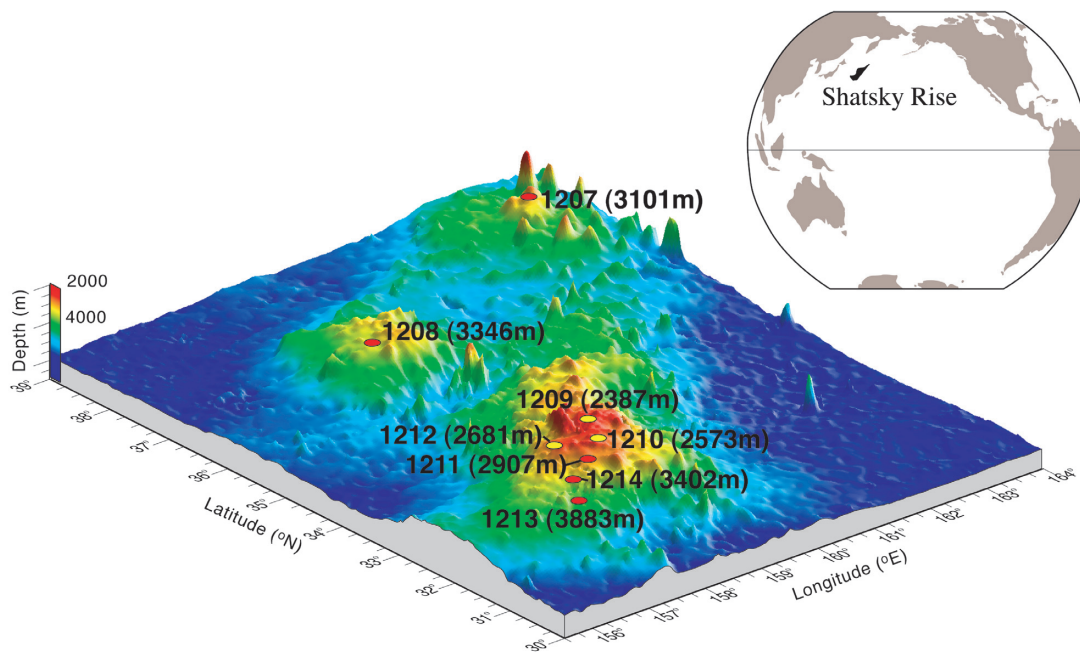 Shatsky Rise
1207 (3101m)
2000
4000
Depth (m)
1208 (3346m)
1209 (2387m)
1212 (2681m)
1210 (2573m)
1211 (2907m)
1214 (3402m)
1213 (3883m)
39°
38°
37°
36°
35°
34°
33°
32°
31°
30°
Latitude (°N)
156°
157°
158°
159°
160°
161°
162°
163°
164°
Longitude (°E)